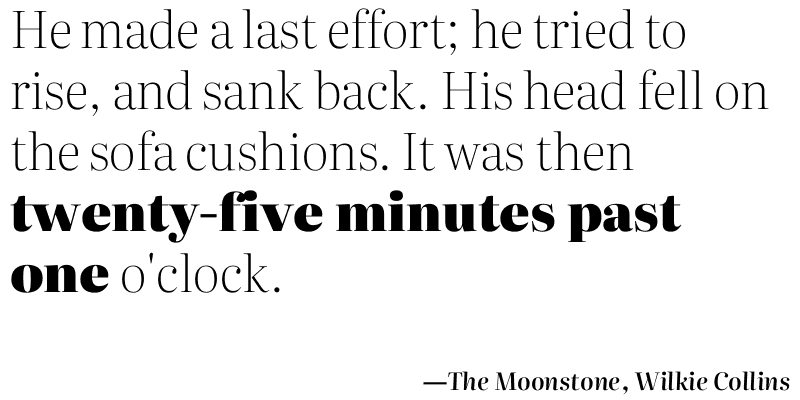 He made a last effort; he tried to
rise, and sank back. His head fell on
the sofa cushions. It was then
twenty-five minutes past
one o'clock.
—The Moonstone, Wilkie Collins